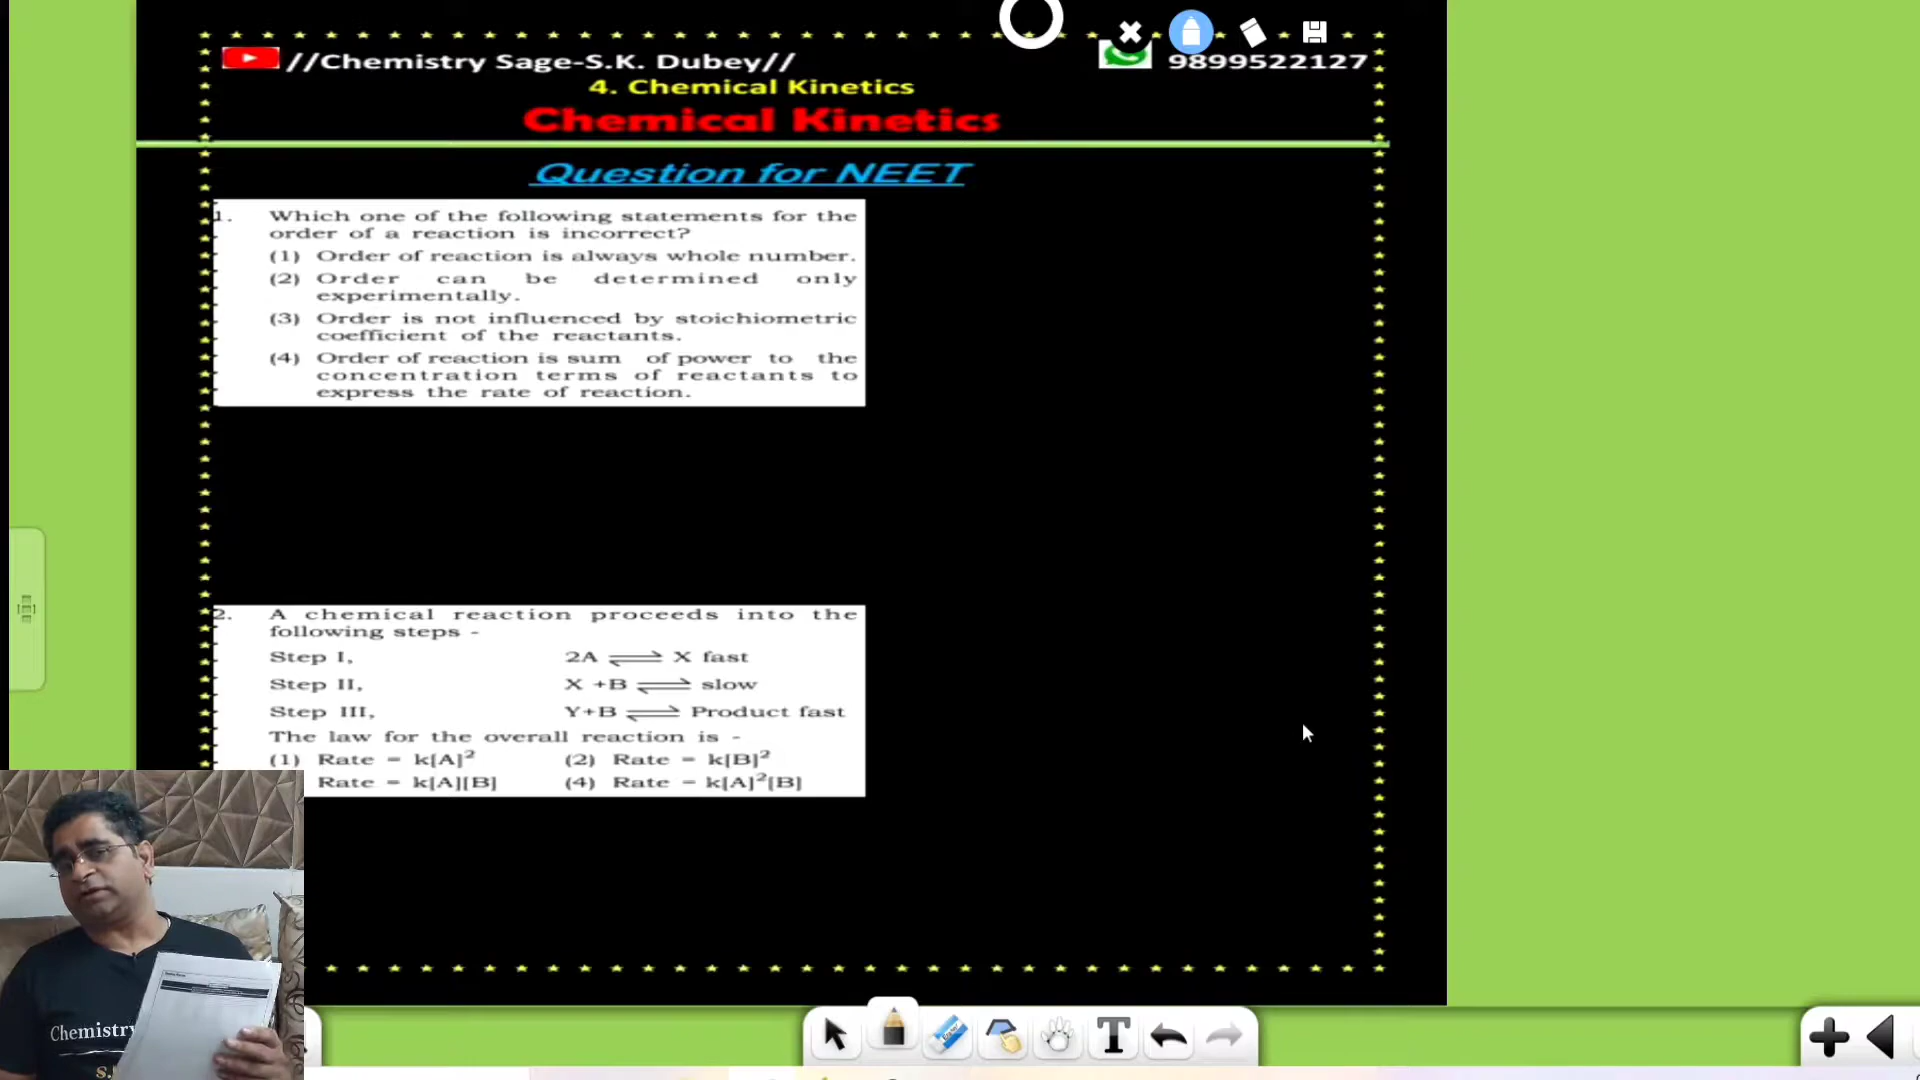 //Chemistry Sage-S.K. Dubey//
9899522127
4. Chemical Kinetics
Chemical Kinetics
Question for NEET
1. Which one of the following statements for the
order of a reaction is incorrect?
(1) Order of reaction is always whole number.
(2) Order can be determined only
experimentally.
(3) Order is not influenced by stoichiometric
coefficient of the reactants.
(4) Order of reaction is sum of power to the
concentration terms of reactants to
express the rate of reaction.
2. A chemical reaction proceeds into the
following steps -
Step I, 2A ⇌ X fast
Step II, X +B ⇌ slow
Step III, Y+B ⇌ Product fast
The law for the overall reaction is -
(1) Rate = k[A]² (2) Rate = k[B]²
Rate = k[A][B] (4) Rate = k[A]²[B]
Chemistry
T